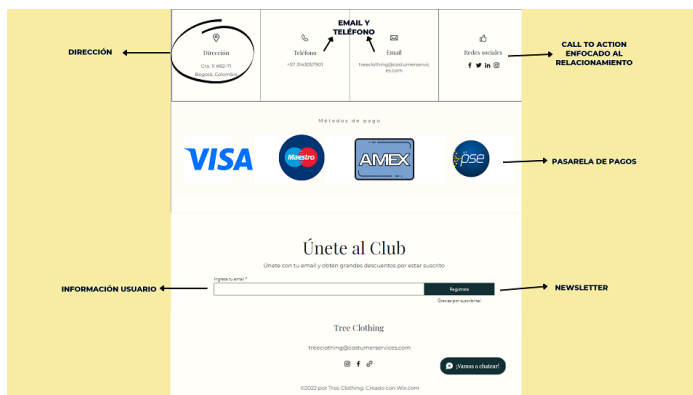 EMAIL Y
TELÉFONO
DIRECCIÓN
CALL TO ACTION
ENFOCADO AL
RELACIONAMIENTO
Dirección
Cra. 11 #82-71
Bogotá, Colombia
Teléfono
+57 3143057901
Email
treeclothing@costumerservic
es.com
Redes sociales
Métodos de pago
VISA
Maestro
AMEX
pse
PASARELA DE PAGOS
Únete al Club
Únete con tu email y obtén grandes descuentos por estar suscrito
Ingresa tu email *
INFORMACIÓN USUARIO
Regístrate
NEWSLETTER
Gracias por suscribirte!
Tree Clothing
treeclothing@costumerservices.com
¡Vamos a chatear!
©2022 por Tree Clothing. Creado con Wix.com